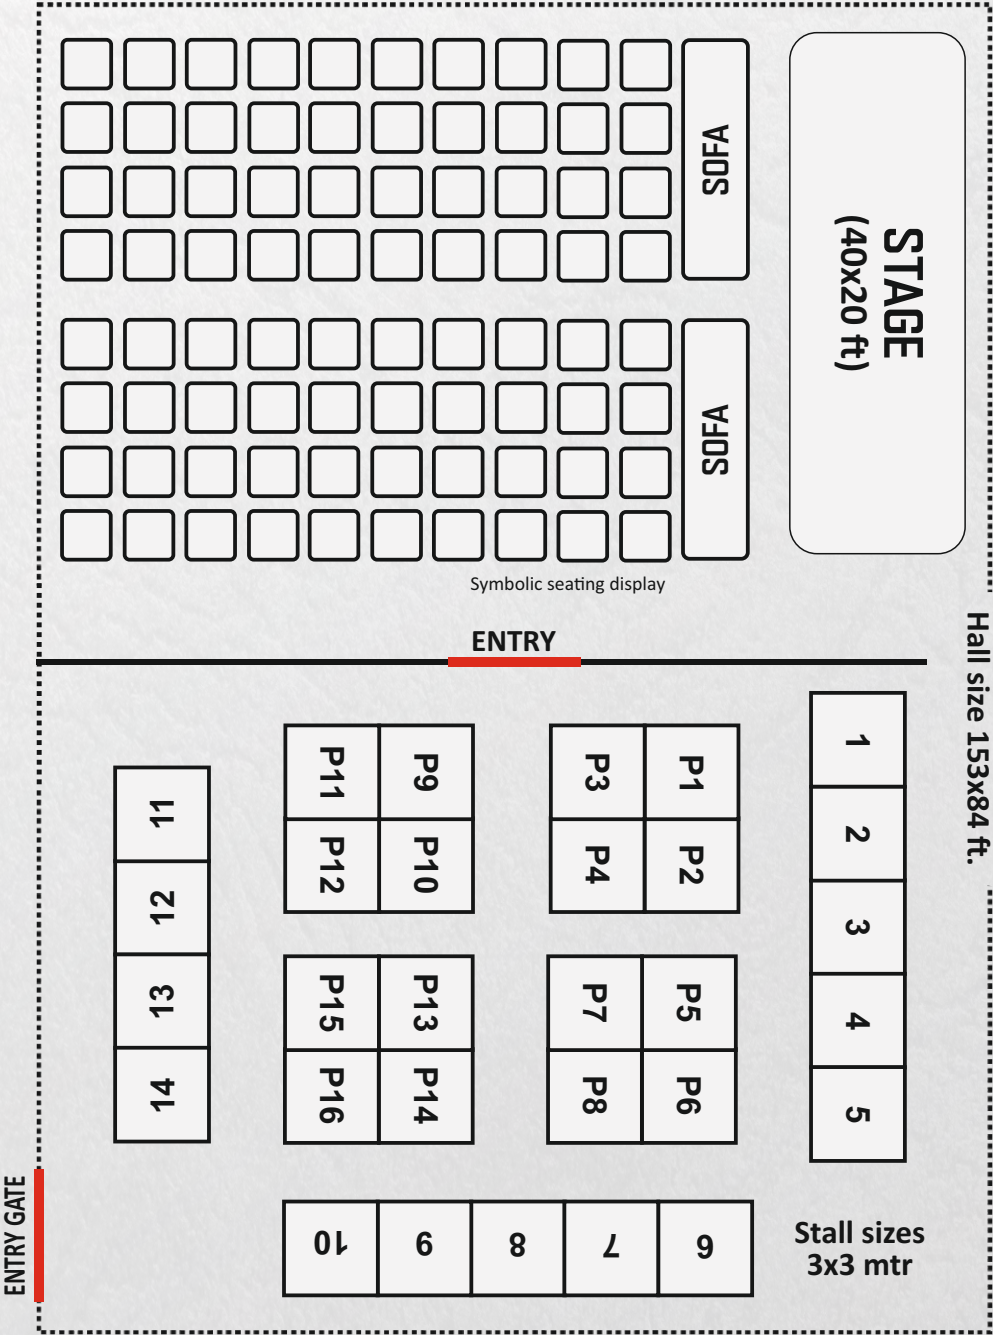 SOFA
STAGE
(40x20 ft)
SOFA
Symbolic seating display
ENTRY
Hall size 153x84 ft.
P11
P9
P12
P10
P3
P1
P4
P2
1
2
3
4
5
11
12
13
14
P15
P13
P16
P14
P7
P5
P8
P6
ENTRY GATE
10
9
8
7
6
Stall sizes
3x3 mtr